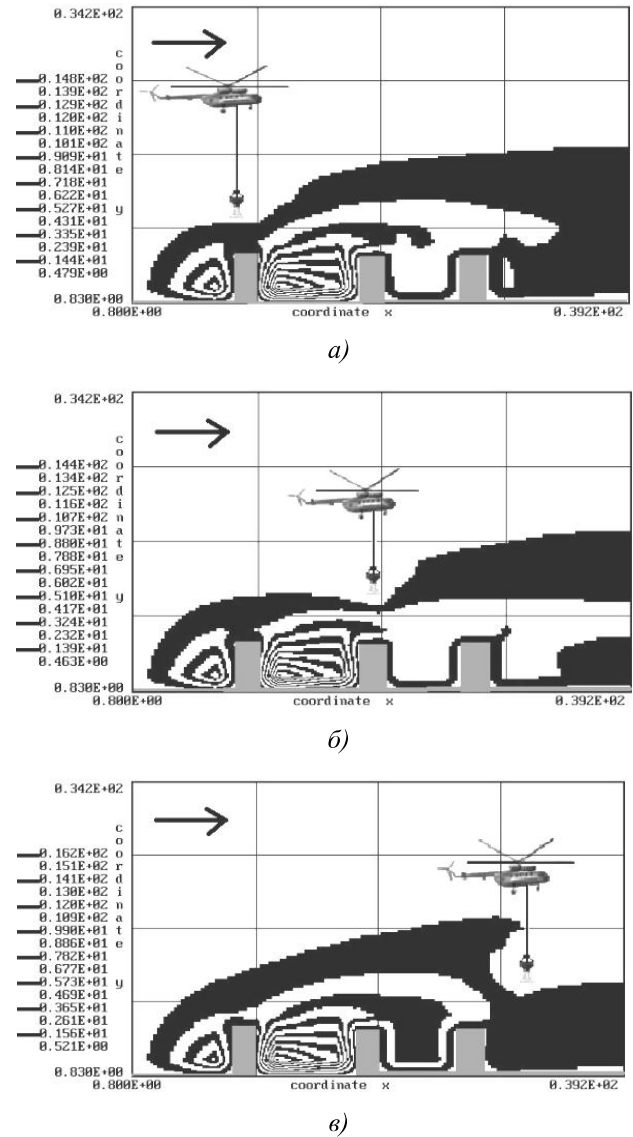 0.342E+02
coordinate y
0.148E+02
0.139E+02
0.129E+02
0.120E+02
0.110E+02
0.101E+02
0.909E+01
0.814E+01
0.718E+01
0.622E+01
0.527E+01
0.431E+01
0.335E+01
0.239E+01
0.144E+01
0.479E+00
0.830E+00
0.800E+00 coordinate x 0.392E+02
а)
0.342E+02
coordinate y
0.144E+02
0.134E+02
0.125E+02
0.116E+02
0.107E+02
0.973E+01
0.880E+01
0.788E+01
0.695E+01
0.602E+01
0.510E+01
0.417E+01
0.324E+01
0.232E+01
0.139E+01
0.463E+00
0.830E+00
0.800E+00 coordinate x 0.392E+02
б)
0.342E+02
coordinate y
0.162E+02
0.151E+02
0.141E+02
0.130E+02
0.120E+02
0.109E+02
0.990E+01
0.886E+01
0.782E+01
0.677E+01
0.573E+01
0.469E+01
0.365E+01
0.261E+01
0.156E+01
0.521E+00
0.830E+00
0.800E+00 coordinate x 0.392E+02
в)